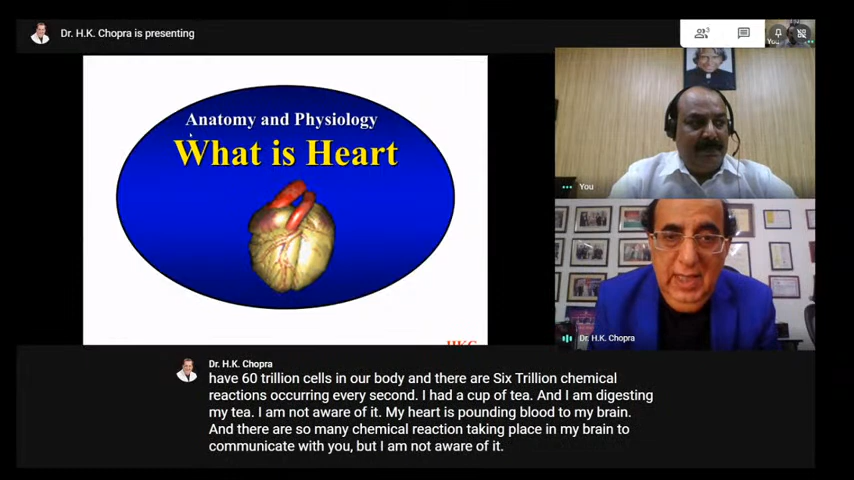 Dr. H.K. Chopra is presenting
3
You
Anatomy and Physiology
What is Heart
You
Dr. H.K. Chopra
HKC
Dr. H.K. Chopra
have 60 trillion cells in our body and there are Six Trillion chemical
reactions occurring every second. I had a cup of tea. And I am digesting
my tea. I am not aware of it. My heart is pounding blood to my brain.
And there are so many chemical reaction taking place in my brain to
communicate with you, but I am not aware of it.